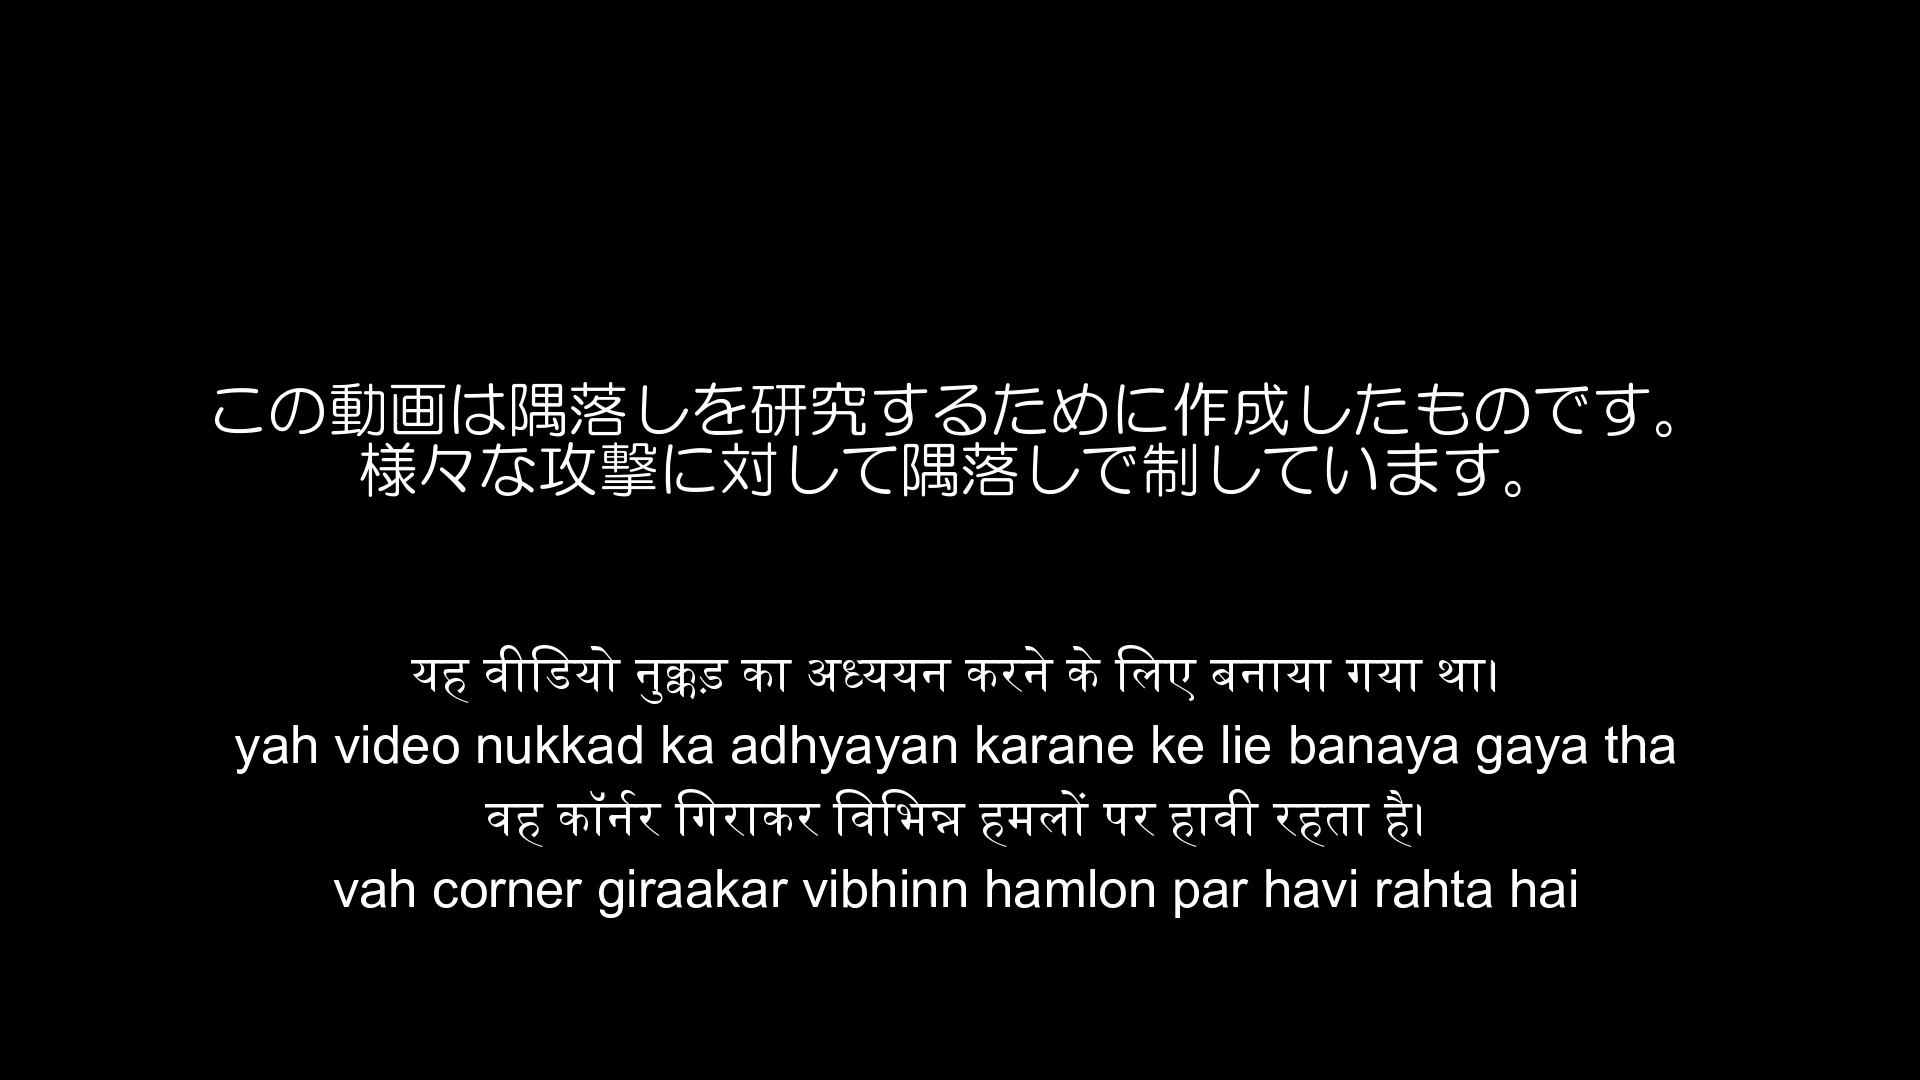 この動画は隅落しを研究するために作成したものです。
様々な攻撃に対して隅落しで制しています。
यह वीडियो नुक्कड़ का अध्ययन करने के लिए बनाया गया था।
yah video nukkad ka adhyayan karane ke lie banaya gaya tha
वह कॉर्नर गिराकर विभिन्न हमलों पर हावी रहता है।
vah corner giraakar vibhinn hamlon par havi rahta hai